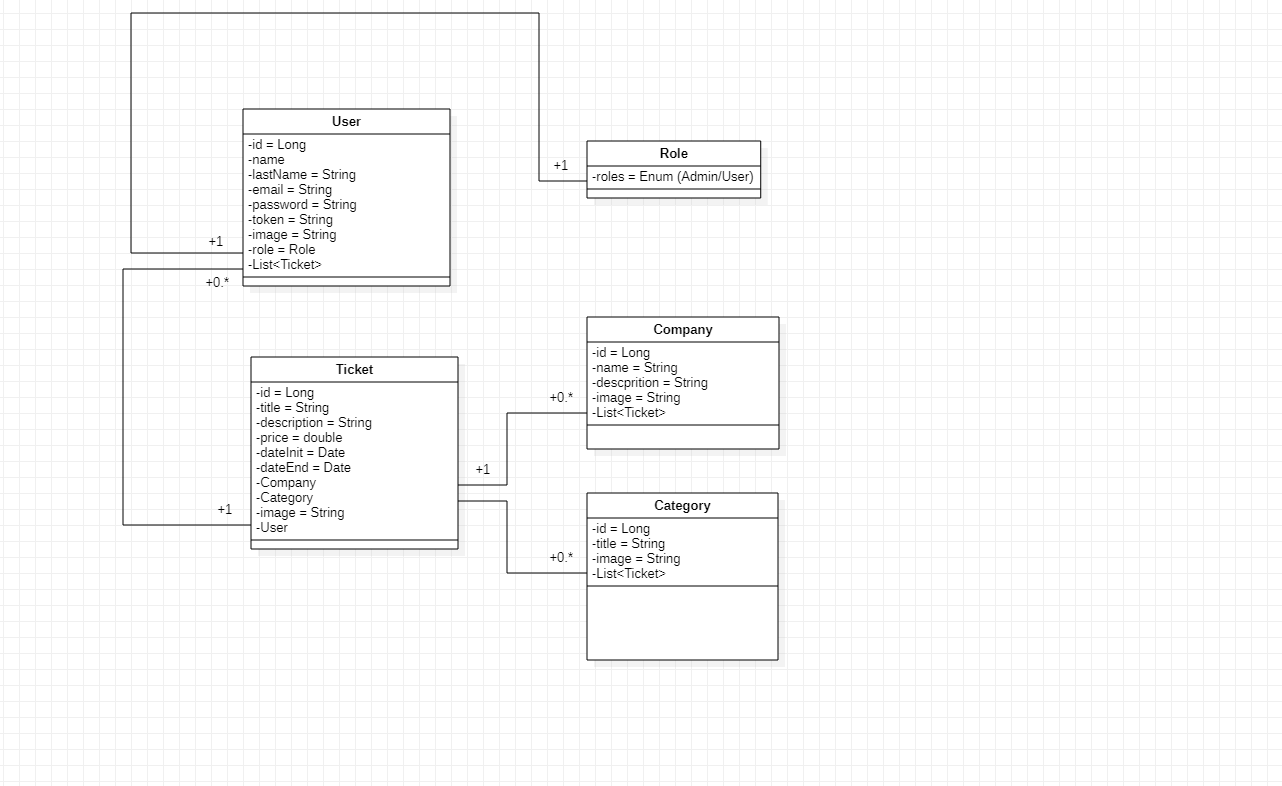 User
-id = Long
-name
-lastName = String
-email = String
-password = String
-token = String
-image = String
-role = Role
-List<Ticket>
+1
+0.*
Role
-roles = Enum (Admin/User)
+1
Ticket
-id = Long
-title = String
-description = String
-price = double
-dateInit = Date
-dateEnd = Date
-Company
-Category
-image = String
-User
+1
+1
Company
-id = Long
-name = String
-descprition = String
-image = String
-List<Ticket>
+0.*
Category
-id = Long
-title = String
-image = String
-List<Ticket>
+0.*